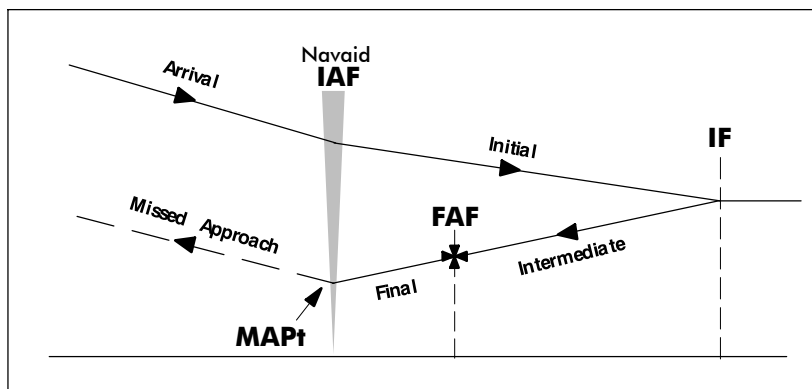 Navaid
IAF
Arrival
Initial
IF
Missed Approach
FAF
Intermediate
Final
MAPt